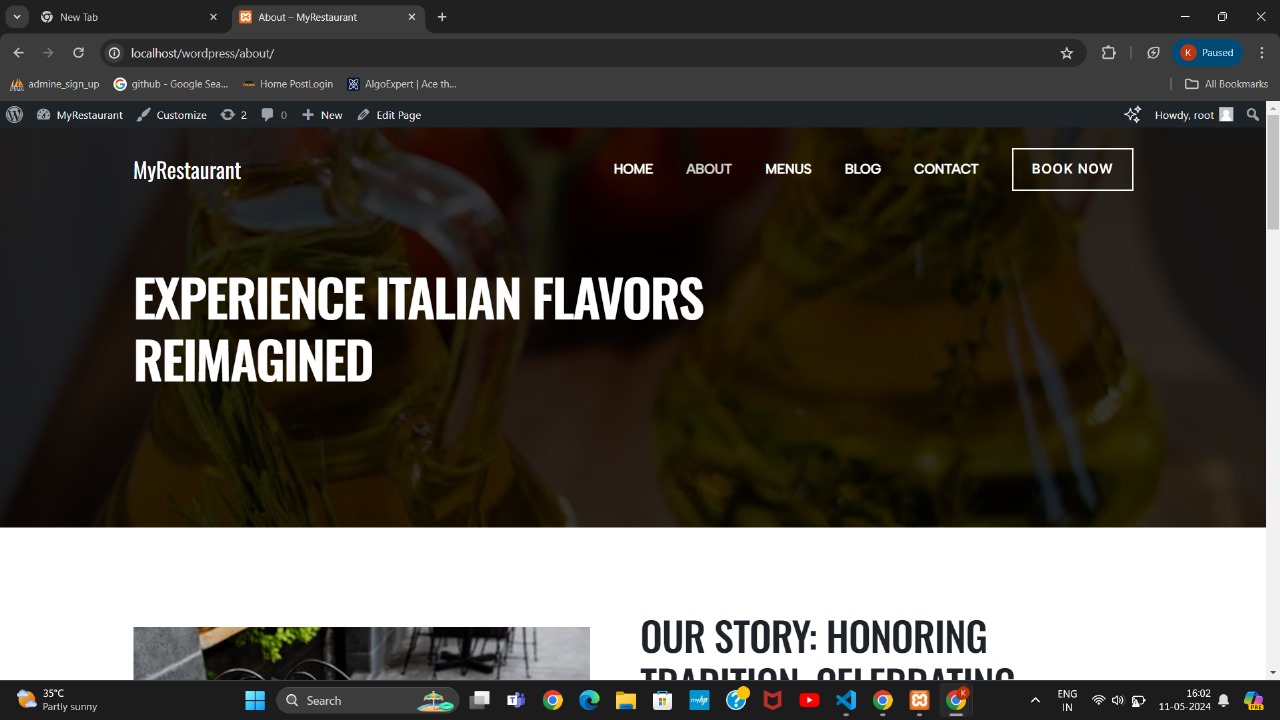 New Tab
About – MyRestaurant
localhost/wordpress/about/
K Paused
admine_sign_up
github - Google Sea...
Home PostLogin
AlgoExpert | Ace th...
All Bookmarks
MyRestaurant
Customize
2
0
New
Edit Page
Howdy, root
MyRestaurant
HOME
ABOUT
MENUS
BLOG
CONTACT
BOOK NOW
EXPERIENCE ITALIAN FLAVORS
REIMAGINED
OUR STORY: HONORING
TRADITION, CELEBRATING
35°C
Partly sunny
Search
ENG
IN
16:02
11-05-2024